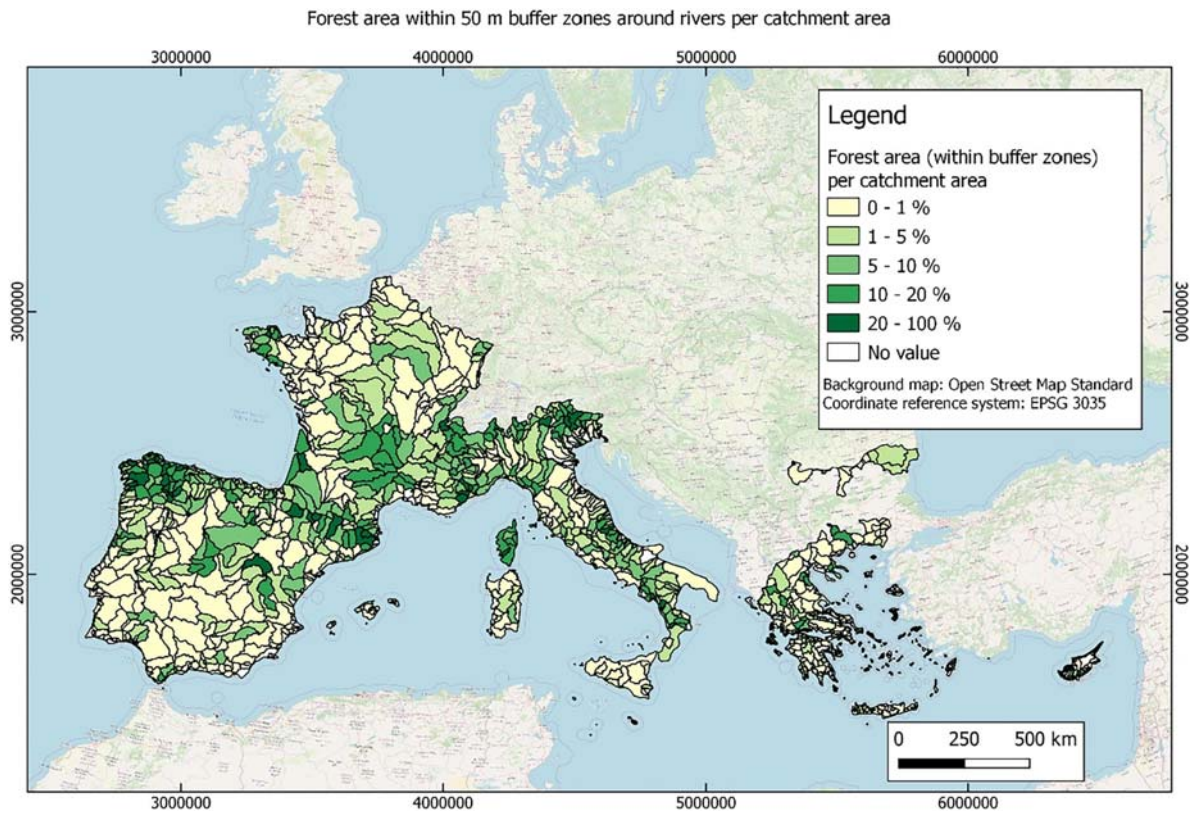 Forest area within 50 m buffer zones around rivers per catchment area
3000000 4000000 5000000 6000000
Legend
Forest area (within buffer zones)
per catchment area
0 - 1 %
1 - 5 %
5 - 10 %
10 - 20 %
20 - 100 %
No value
Background map: Open Street Map Standard
Coordinate reference system: EPSG 3035
3000000 3000000
2000000 2000000
0 250 500 km
3000000 4000000 5000000 6000000